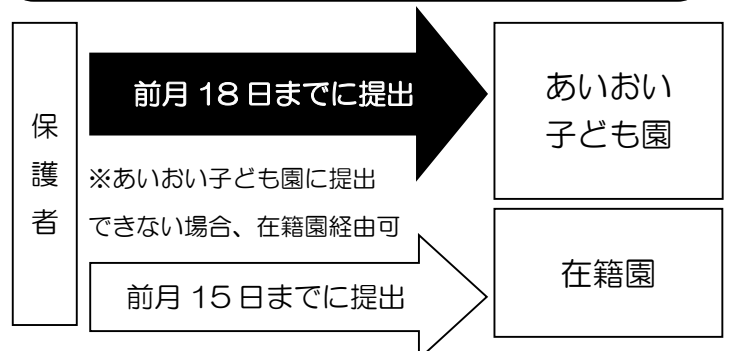 保護者
前月18日までに提出
あいおい
子ども園
※あいおい子ども園に提出
できない場合、在籍園経由可
前月15日までに提出
在籍園